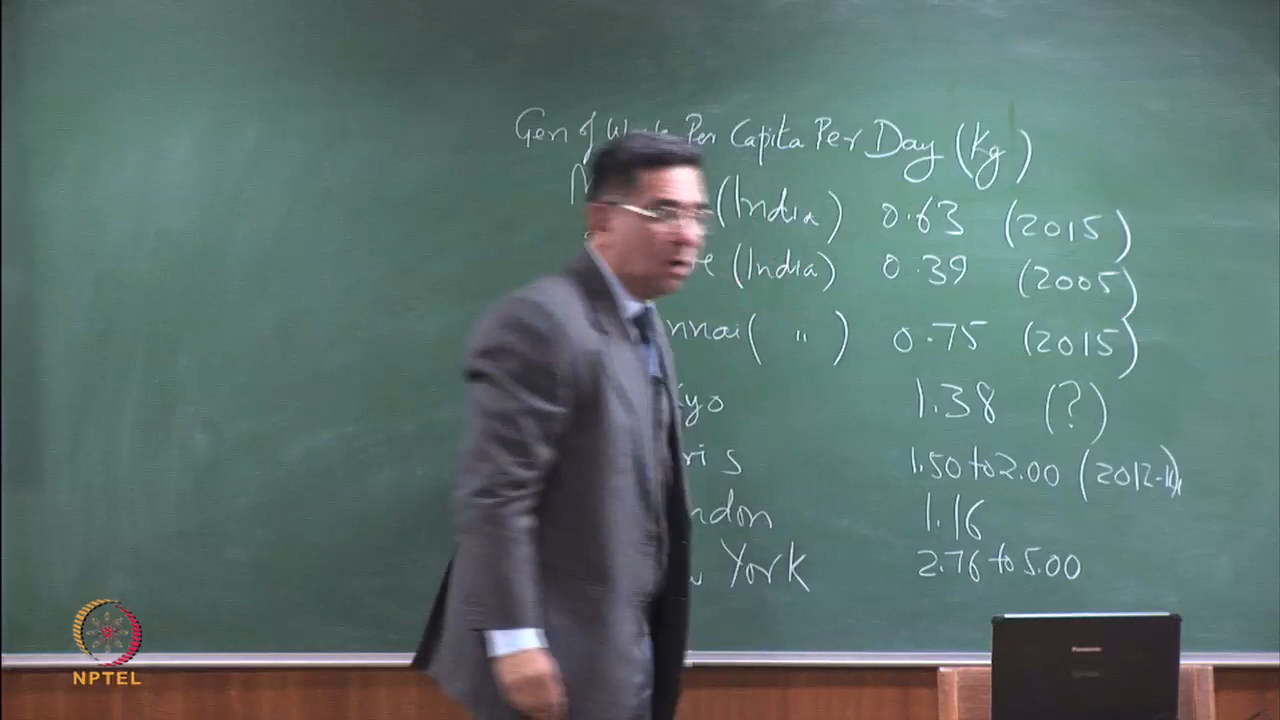 Gen of Per Capita Per Day (Kg)
(India) 0.63 (2015)
(India) 0.39 (2005)
nnai ( " ) 0.75 (2015)
yo 1.38 (?)
ris 1.50 to 2.00 (2012-
ndon 1.16
York 2.76 to 5.00
Panasonic
NPTEL